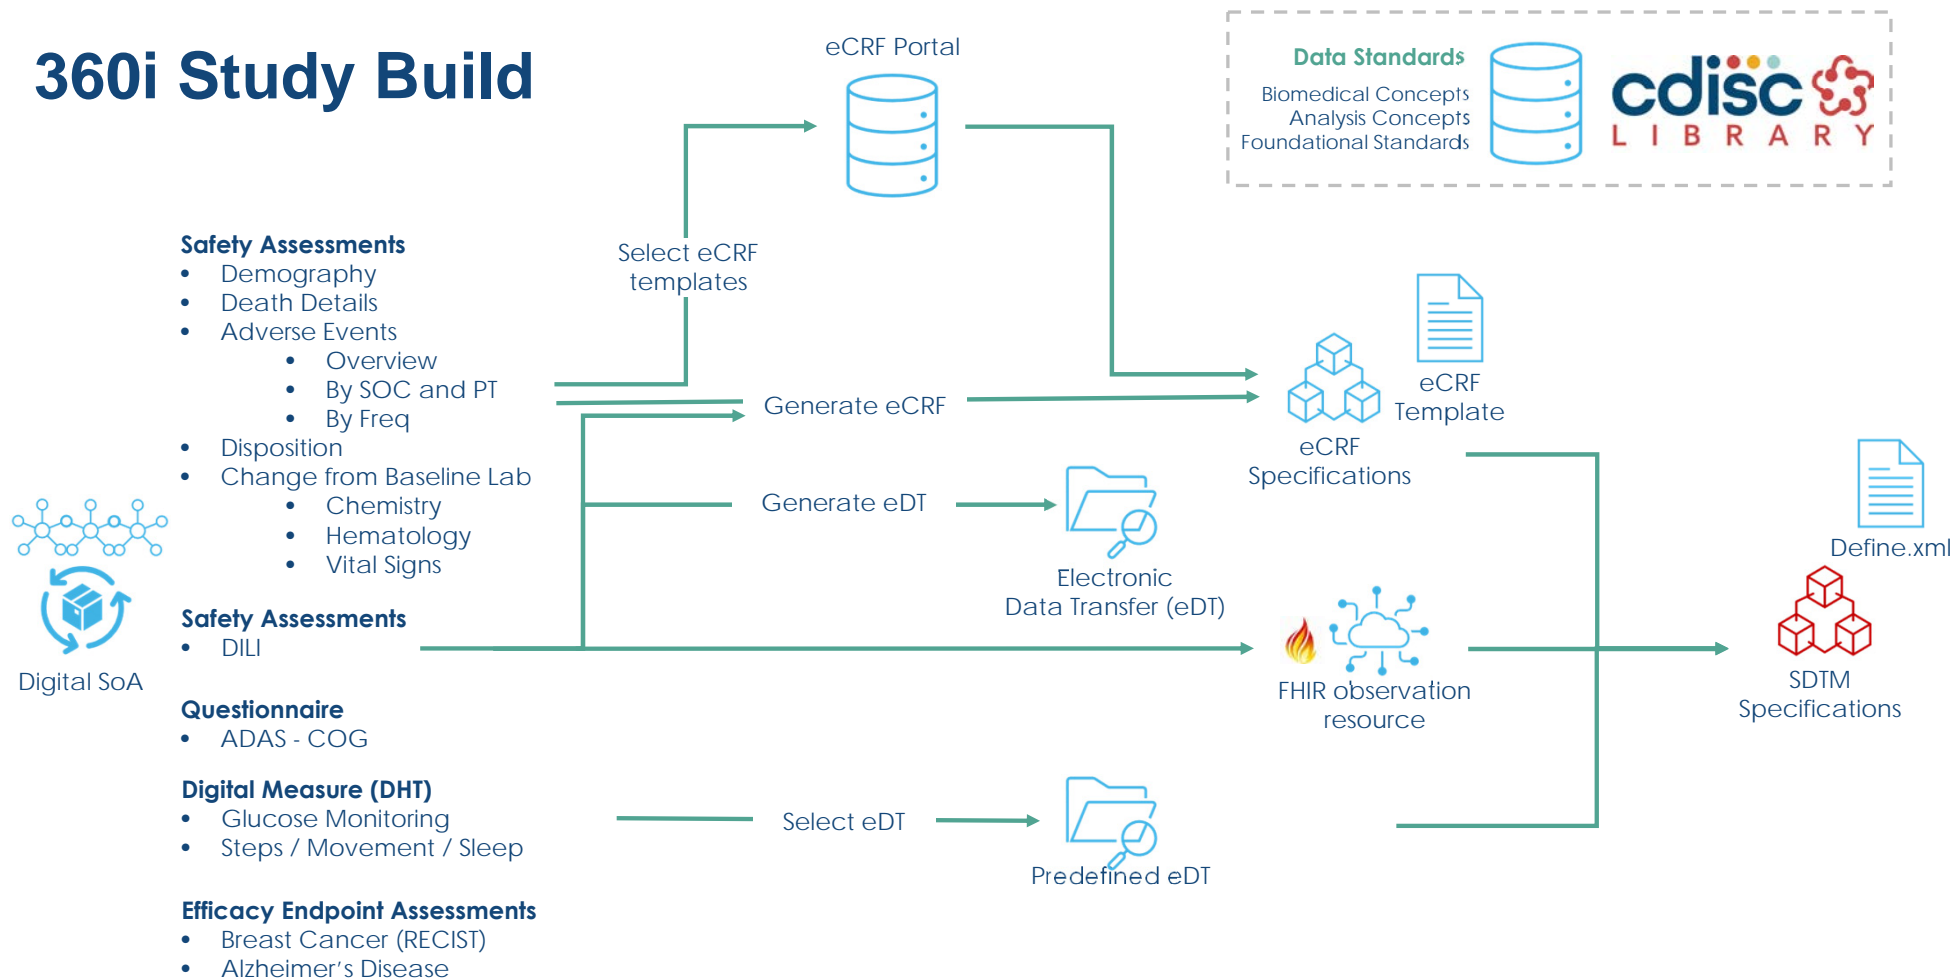 360i Study Build
eCRF Portal
Data Standards
Biomedical Concepts
Analysis Concepts
Foundational Standards
cdisc
LIBRARY
Safety Assessments
• Demography
• Death Details
• Adverse Events
• Overview
• By SOC and PT
• By Freq
• Disposition
• Change from Baseline Lab
• Chemistry
• Hematology
• Vital Signs
Select eCRF
templates
Generate eCRF
eCRF
Template
eCRF
Specifications
Generate eDT
Electronic
Data Transfer (eDT)
Define.xml
Safety Assessments
• DILI
Digital SoA
FHIR observation
resource
SDTM
Specifications
Questionnaire
• ADAS - COG
Digital Measure (DHT)
• Glucose Monitoring
• Steps / Movement / Sleep
Select eDT
Predefined eDT
Efficacy Endpoint Assessments
• Breast Cancer (RECIST)
• Alzheimer's Disease